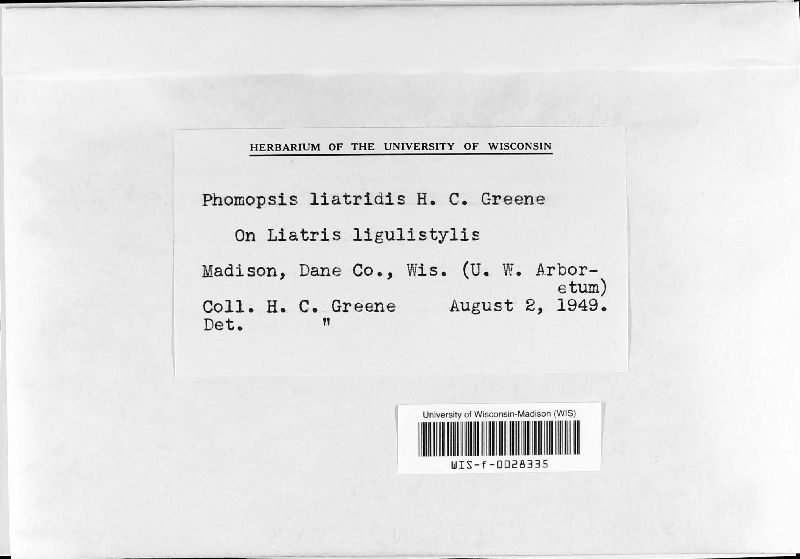 HERBARIUM OF THE UNIVERSITY OF WISCONSIN
Phomopsis liatridis H. C. Greene
On Liatris ligulistylis
Madison, Dane Co., Wis. (U. W. Arbor-
etum)
Coll. H. C. Greene August 2, 1949.
Det. "
University of Wisconsin-Madison (WIS)
WIS-f-0028335